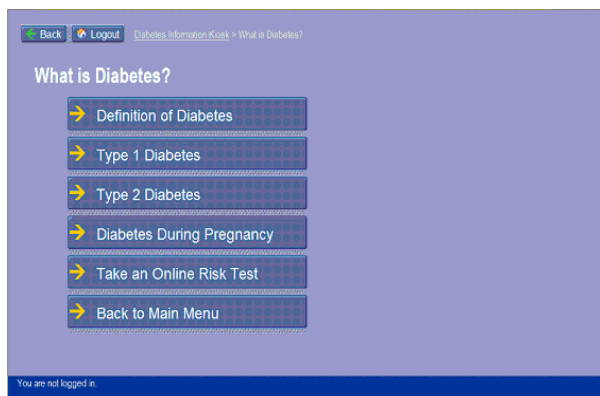 Back Logout Diabetes Information Kiosk > What is Diabetes?
What is Diabetes?
Definition of Diabetes
Type 1 Diabetes
Type 2 Diabetes
Diabetes During Pregnancy
Take an Online Risk Test
Back to Main Menu
You are not logged in.